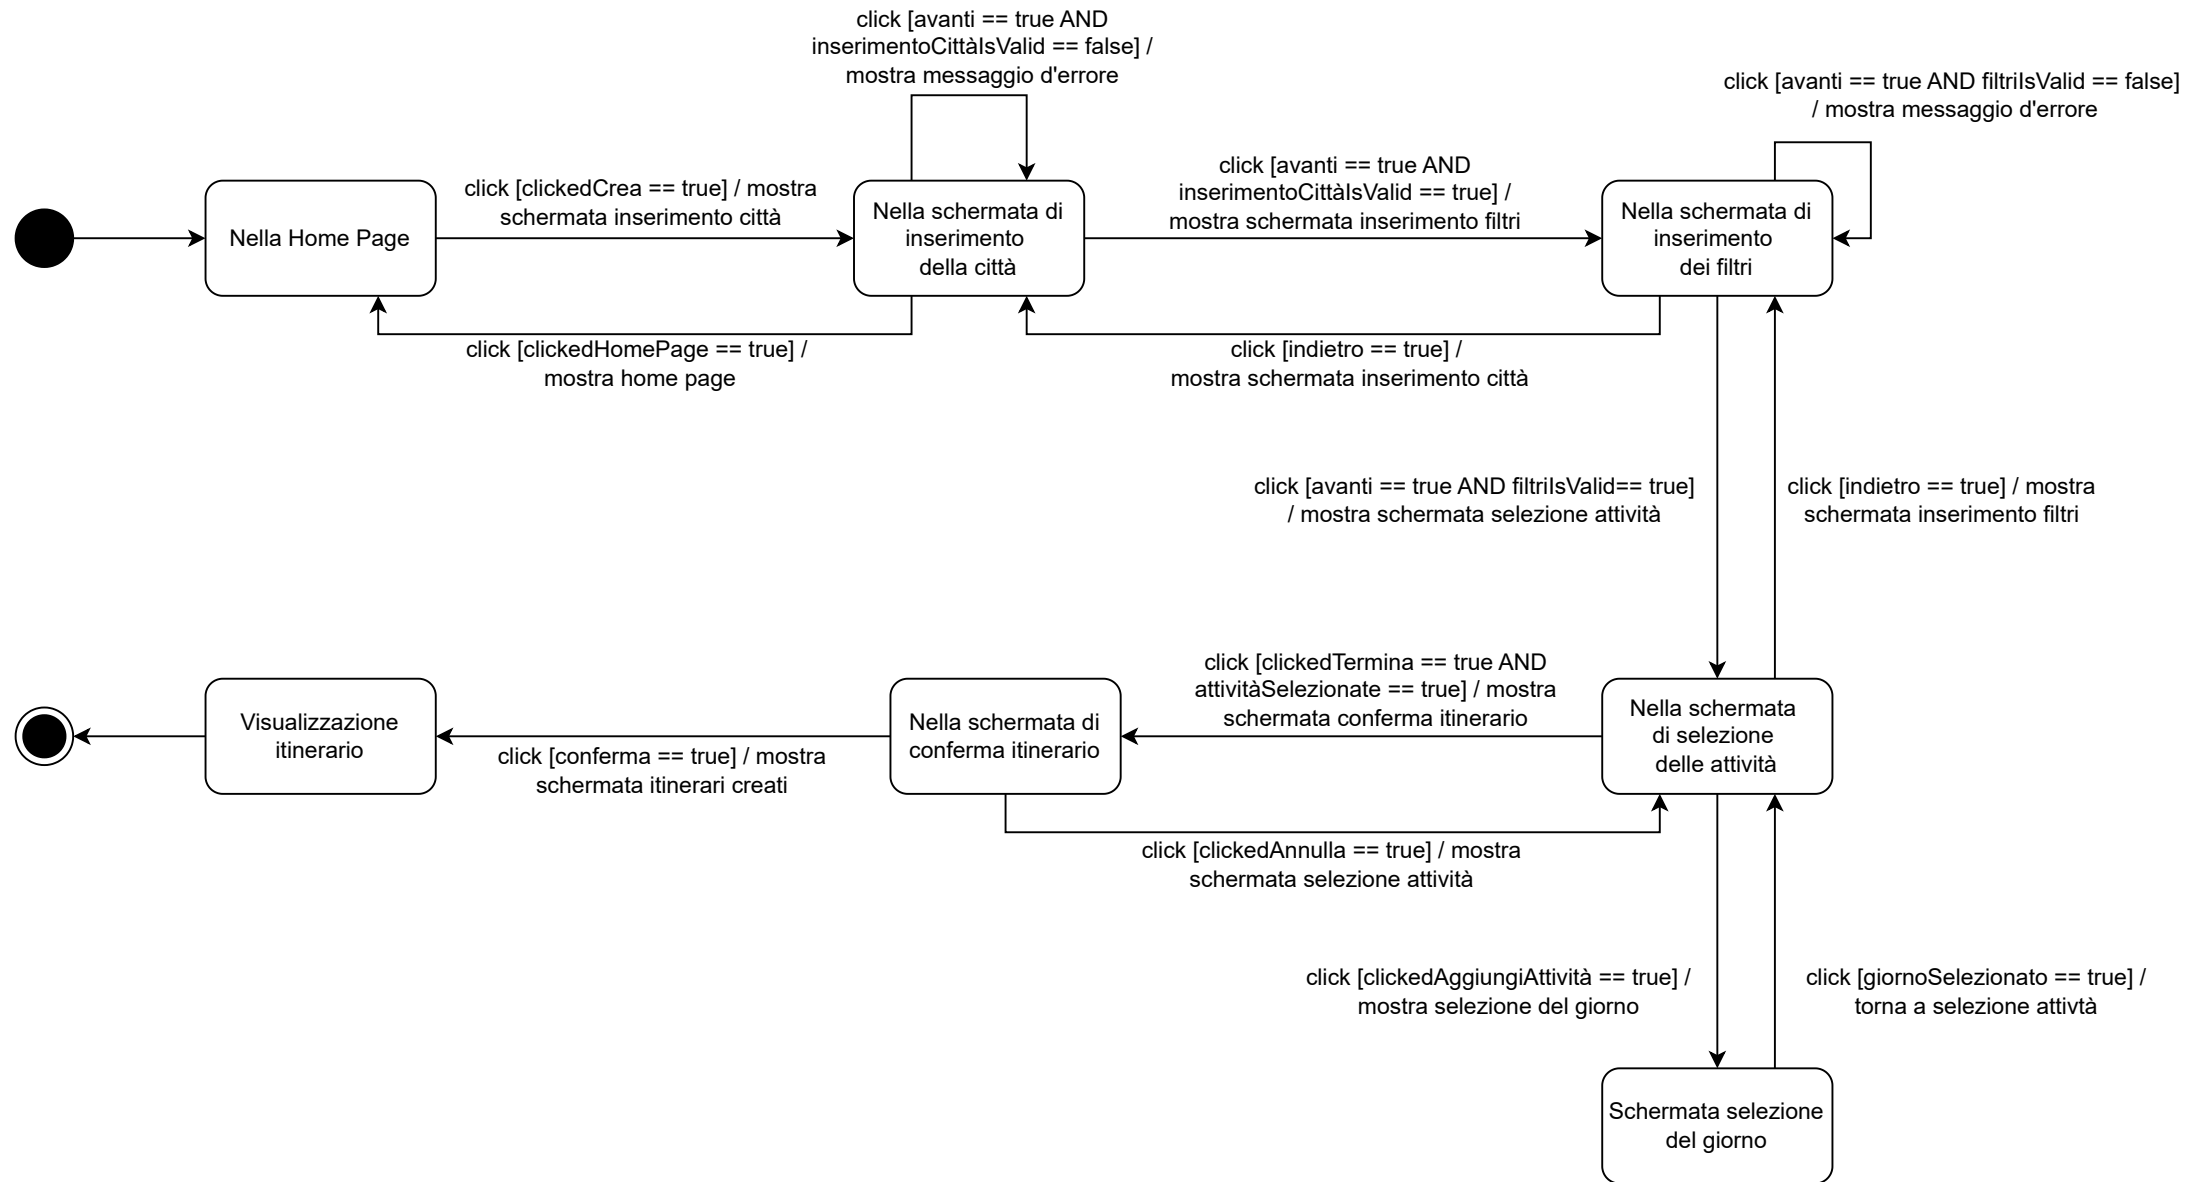 click [avanti == true AND
inserimentoCittàIsValid == false] /
mostra messaggio d'errore
click [avanti == true AND filtriIsValid == false]
/ mostra messaggio d'errore
click [clickedCrea == true] / mostra
schermata inserimento città
click [avanti == true AND
inserimentoCittàIsValid == true] /
mostra schermata inserimento filtri
Nella Home Page
Nella schermata di
inserimento
della città
Nella schermata di
inserimento
dei filtri
click [clickedHomePage == true] /
mostra home page
click [indietro == true] /
mostra schermata inserimento città
click [avanti == true AND filtriIsValid== true]
/ mostra schermata selezione attività
click [indietro == true] / mostra
schermata inserimento filtri
click [clickedTermina == true AND
attivitàSelezionate == true] / mostra
schermata conferma itinerario
Visualizzazione
itinerario
click [conferma == true] / mostra
schermata itinerari creati
Nella schermata di
conferma itinerario
Nella schermata
di selezione
delle attività
click [clickedAnnulla == true] / mostra
schermata selezione attività
click [clickedAggiungiAttività == true] /
mostra selezione del giorno
click [giornoSelezionato == true] /
torna a selezione attivtà
Schermata selezione
del giorno